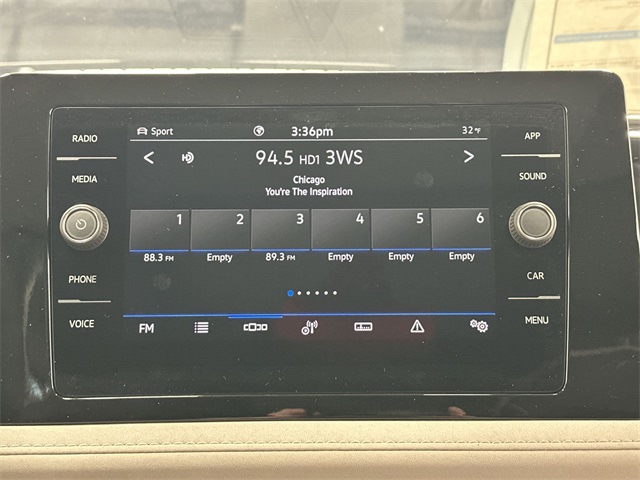 RADIO
MEDIA
PHONE
VOICE
Sport
3:36pm
32 °F
< HD 94.5 HD1 3WS >
Chicago
You're The Inspiration
1 2 3 4 5 6
88.3 FM Empty 89.3 FM Empty Empty Empty
FM
APP
SOUND
CAR
MENU